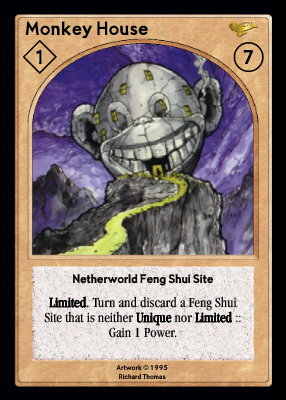 Monkey House
1
7
Netherworld Feng Shui Site
Limited. Turn and discard a Feng Shui
Site that is neither Unique nor Limited ::
Gain 1 Power.
Artwork © 1995
Richard Thomas